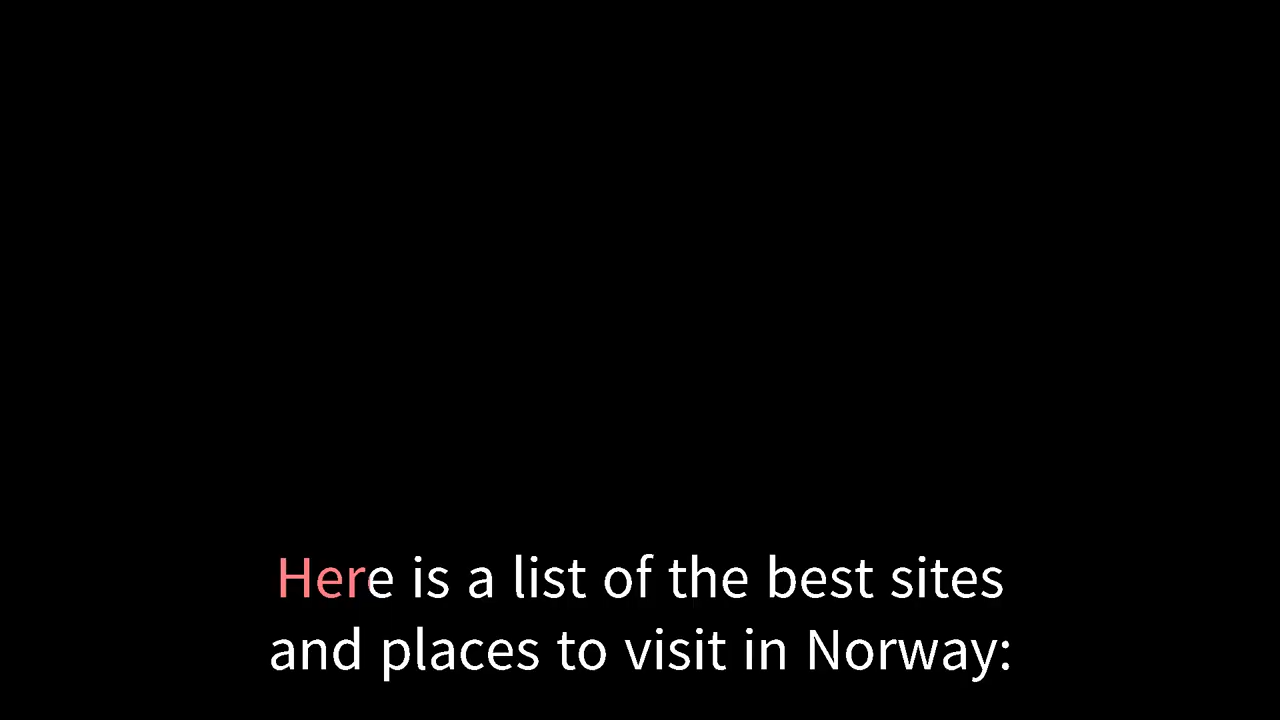 Here is a list of the best sites
and places to visit in Norway: